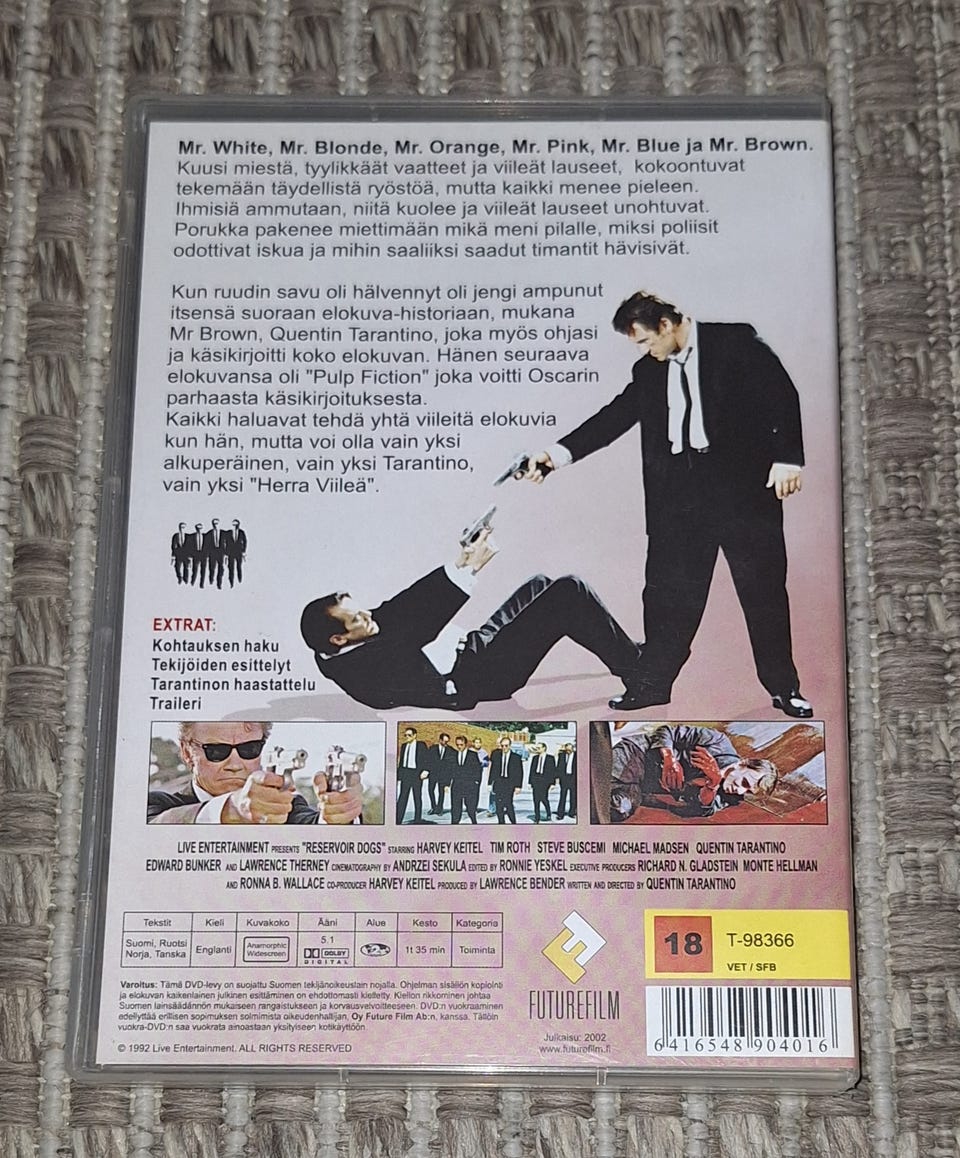 Mr. White, Mr. Blonde, Mr. Orange, Mr. Pink, Mr. Blue ja Mr. Brown.
Kuusi miestä, tyylikkäät vaatteet ja viileät lauseet, kokoontuvat
tekemään täydellistä ryöstöä, mutta kaikki menee pieleen.
Ihmisiä ammutaan, niitä kuolee ja viileät lauseet unohtuvat.
Porukka pakenee miettimään mikä meni pilalle, miksi poliisit
odottivat iskua ja mihin saaliiksi saadut timantit hävisivät.
Kun ruudin savu oli hälvennyt oli jengi ampunut
itsensä suoraan elokuva-historiaan, mukana
Mr Brown, Quentin Tarantino, joka myös ohjasi
ja käsikirjoitti koko elokuvan. Hänen seuraava
elokuvansa oli "Pulp Fiction" joka voitti Oscarin
parhaasta käsikirjoituksesta.
Kaikki haluavat tehdä yhtä viileitä elokuvia
kun hän, mutta voi olla vain yksi
alkuperäinen, vain yksi Tarantino,
vain yksi "Herra Viileä".
EXTRAT:
Kohtauksen haku
Tekijöiden esittelyt
Tarantinon haastattelu
Traileri
LIVE ENTERTAINMENT PRESENTS "RESERVOIR DOGS" STARRING HARVEY KEITEL TIM ROTH STEVE BUSCEMI MICHAEL MADSEN QUENTIN TARANTINO
EDWARD BUNKER AND LAWRENCE THERNEY CINEMATOGRAPHY BY ANDRZEI SEKULA EDITED BY RONNIE YESKEL EXECUTIVE PRODUCERS RICHARD N. GLADSTEIN MONTE HELLMAN
AND RONNA B. WALLACE CO-PRODUCER HARVEY KEITEL PRODUCED BY LAWRENCE BENDER WRITTEN AND DIRECTED BY QUENTIN TARANTINO
Tekstit Kieli Kuvakoko Ääni Alue Kesto Kategoria
Suomi, Ruotsi
Norja, Tanska
Englanti
Anamorphic
Widescreen
5.1
DOLBY
DIGITAL
1t 35 min
Toiminta
Varoitus: Tämä DVD-levy on suojattu Suomen tekijänoikeuslain nojalla. Ohjelman sisällön kopiointi
ja elokuvan kaikenlainen julkinen esittäminen on ehdottomasti kielletty. Kiellon rikkominen johtaa
Suomen lainsäädännön mukaiseen rangaistukseen ja korvausvelvoitteeseen. DVD:n vuokraaminen
edellyttää erillisen sopimuksen solmimista oikeudenhaltijan, Oy Future Film Ab:n, kanssa. Tällöin
vuokra-DVD:n saa vuokrata ainoastaan yksityiseen kotikäyttöön.
© 1992 Live Entertainment. ALL RIGHTS RESERVED
FUTUREFILM
Julkaisu: 2002
www.futurefilm.fi
18
T-98366
VET / SFB
6 416548 904016